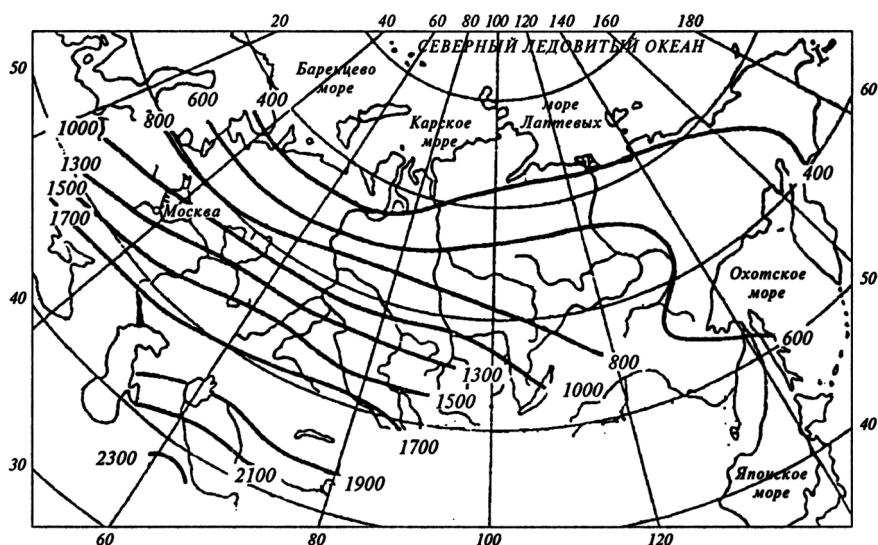 20 40 60 80 100 120 140 160 180
СЕВЕРНЫЙ ЛЕДОВИТЫЙ ОКЕАН
50
Баренцево
море
60
600 400
800
1000
Карское
море
море
Лаптевых
1300
1500
1700
Москва
400
Охотское
море
50
40
600
800
1300
1000
1500
1700
40
30
2300
2100
1900
Японское
море
60 80 100 120